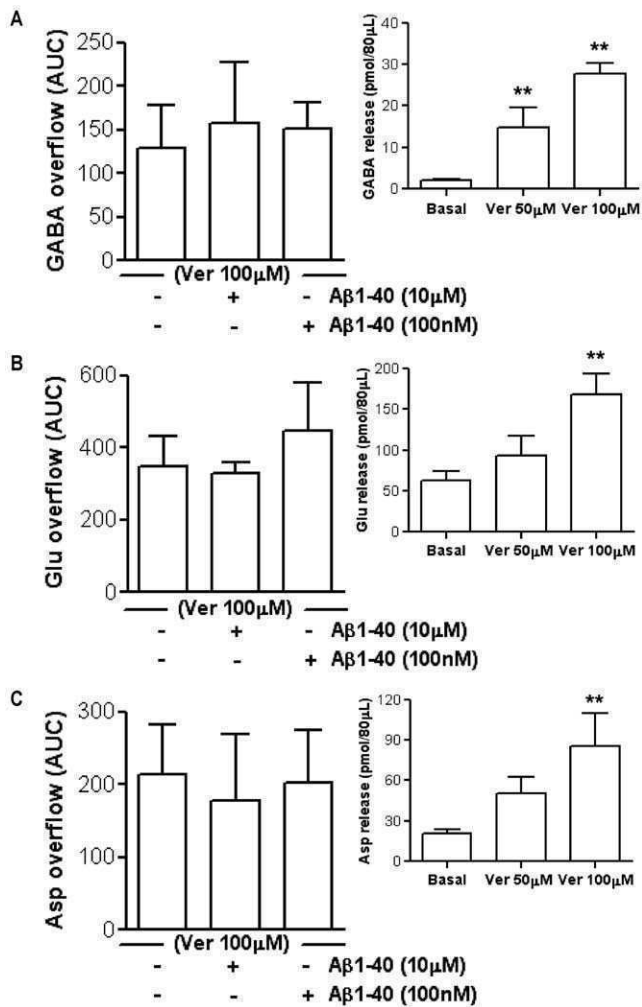 A
GABA overflow (AUC)
250
200
150
100
50
0
(Ver 100µM)
- + - Aβ1-40 (10µM)
- - + Aβ1-40 (100nM)
GABA release (pmol/80µL)
40
30
20
10
0
**
**
Basal Ver 50µM Ver 100µM
B
Glu overflow (AUC)
600
400
200
0
(Ver 100µM)
- + - Aβ1-40 (10µM)
- - + Aβ1-40 (100nM)
Glu release (pmol/80µL)
200
150
100
50
0
**
Basal Ver 50µM Ver 100µM
C
Asp overflow (AUC)
300
200
100
0
(Ver 100µM)
- + - Aβ1-40 (10µM)
- - + Aβ1-40 (100nM)
Asp release (pmol/80µL)
120
90
60
30
0
**
Basal Ver 50µM Ver 100µM